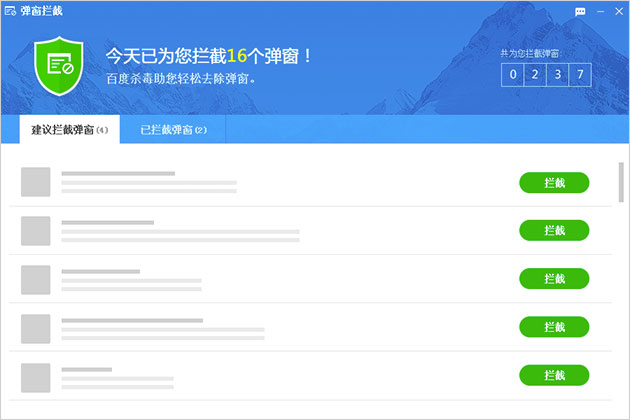 弹窗拦截
今天已为您拦截16个弹窗！
百度杀毒助您轻松去除弹窗。
共为您拦截弹窗:
0 2 3 7
建议拦截弹窗(4)
已拦截弹窗(2)
拦截
拦截
拦截
拦截
拦截